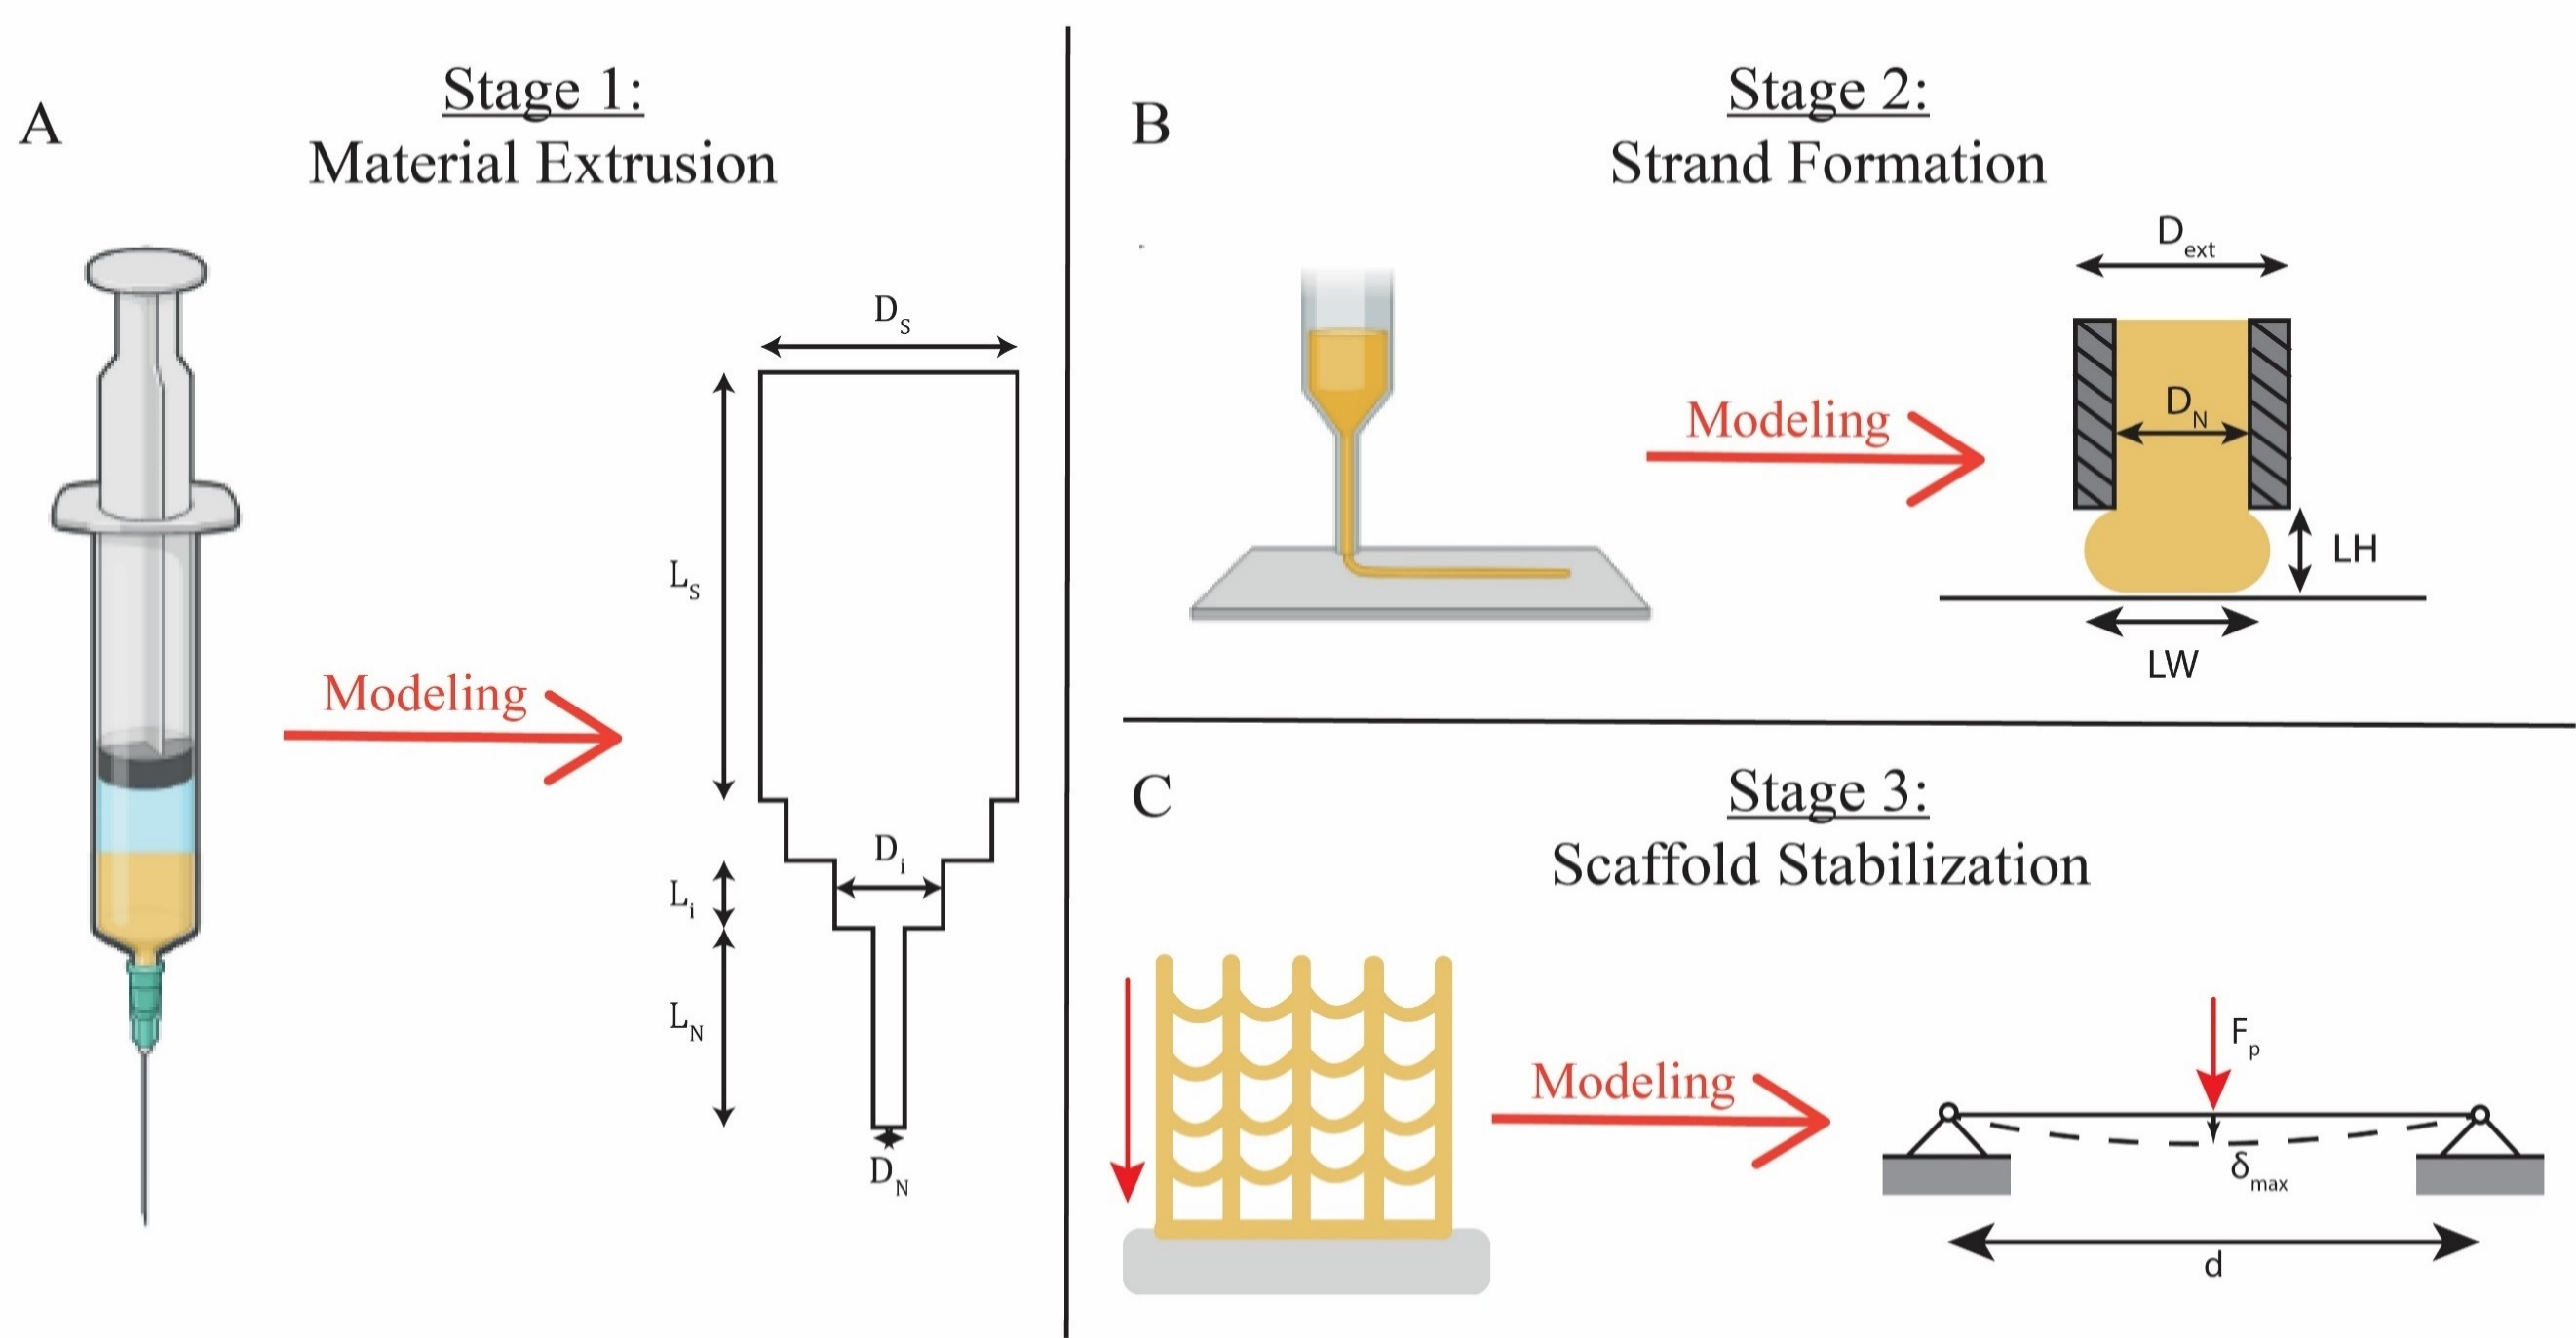 A
Stage 1:
Material Extrusion
D_S
L_S
Modeling
D_i
L_i
L_N
D_N
B
Stage 2:
Strand Formation
D_ext
Modeling
D_N
LH
LW
C
Stage 3:
Scaffold Stabilization
Modeling
F_p
δ_max
d